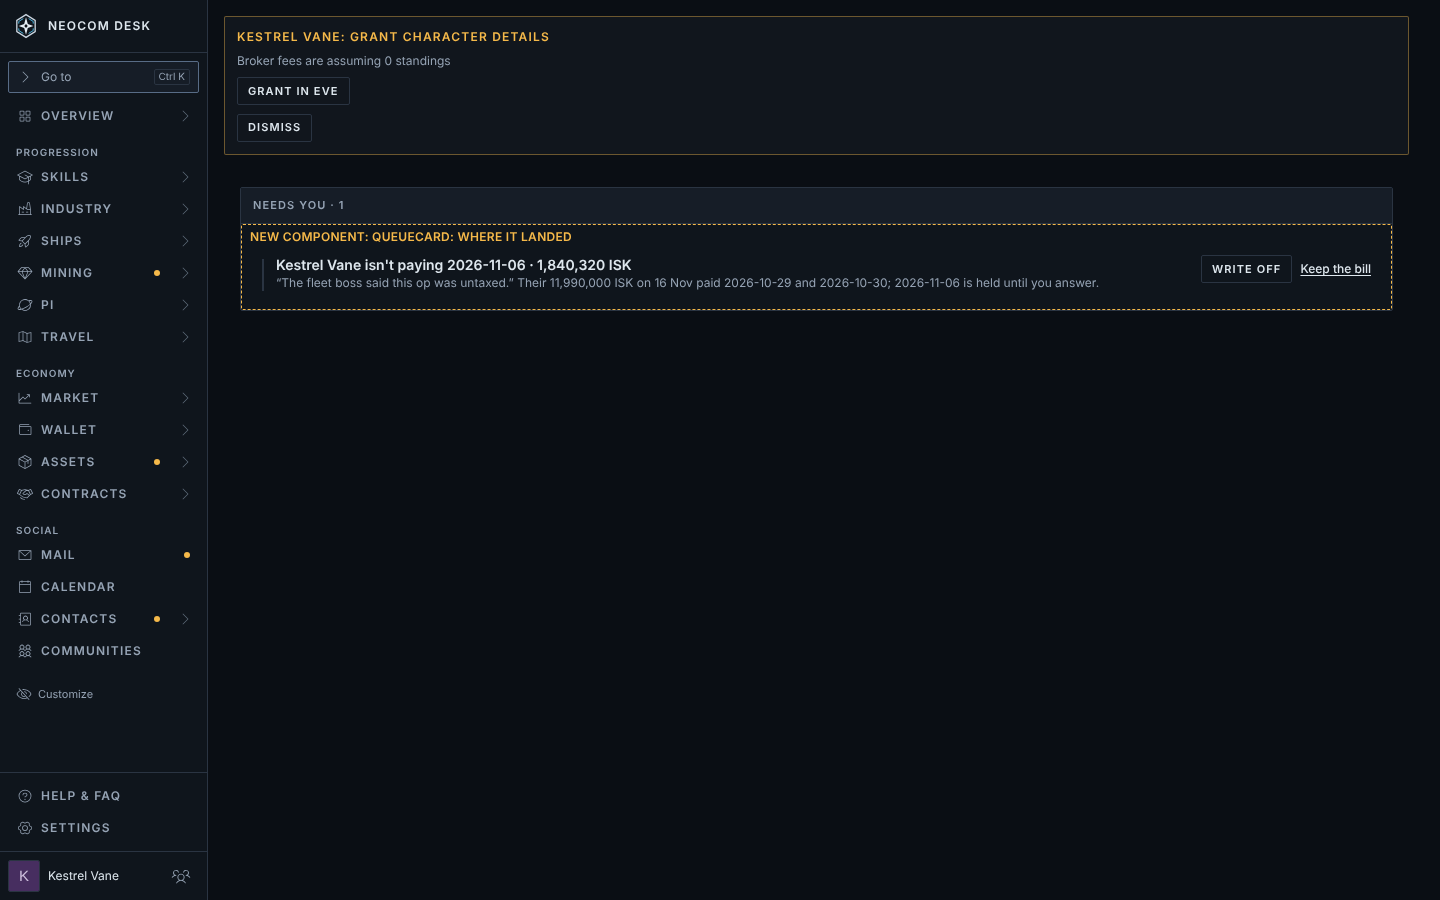 NEOCOM DESK
Go to
Ctrl K
OVERVIEW
PROGRESSION
SKILLS
INDUSTRY
SHIPS
MINING
PI
TRAVEL
ECONOMY
MARKET
WALLET
ASSETS
CONTRACTS
SOCIAL
MAIL
CALENDAR
CONTACTS
COMMUNITIES
Customize
HELP & FAQ
SETTINGS
K
Kestrel Vane
KESTREL VANE: GRANT CHARACTER DETAILS
Broker fees are assuming 0 standings
GRANT IN EVE
DISMISS
NEEDS YOU · 1
NEW COMPONENT: QUEUECARD: WHERE IT LANDED
Kestrel Vane isn't paying 2026-11-06 · 1,840,320 ISK
“The fleet boss said this op was untaxed.” Their 11,990,000 ISK on 16 Nov paid 2026-10-29 and 2026-10-30; 2026-11-06 is held until you answer.
WRITE OFF
Keep the bill